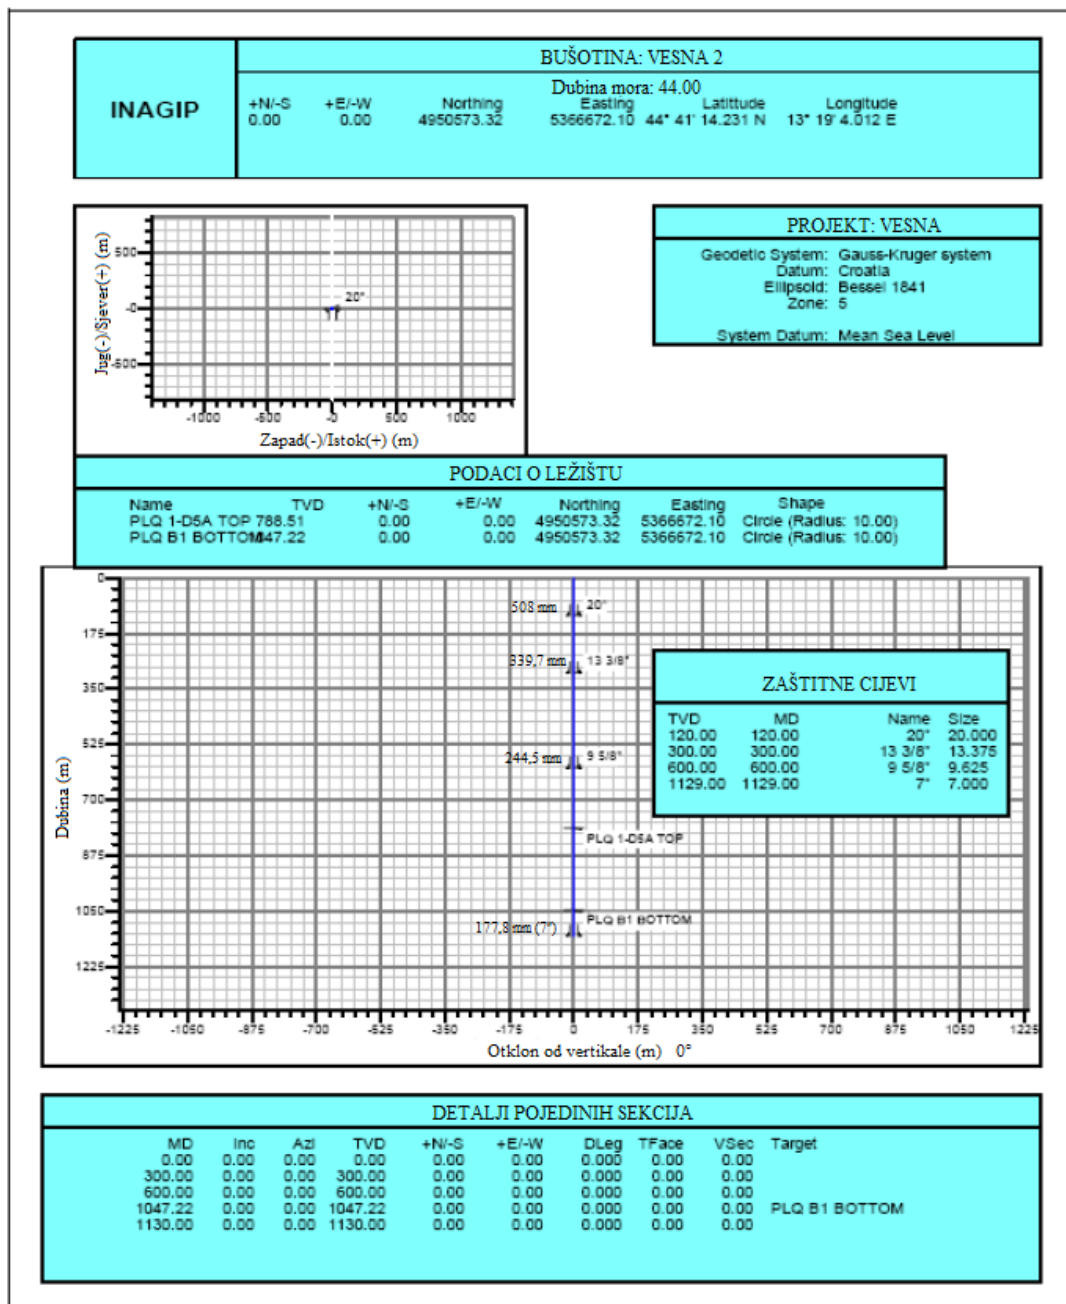 BUŠOTINA: VESNA 2
INAGIP
Dubina mora: 44.00
+N/-S +E/-W Northing Easting Latittude Longitude
0.00 0.00 4950573.32 5366672.10 44° 41' 14.231 N 13° 19' 4.012 E
Jug(-)/Sjever(+) (m)
500
-0
-500
20"
-1000 -500 -0 500 1000
Zapad(-)/Istok(+) (m)
PROJEKT: VESNA
Geodetic System: Gauss-Kruger system
Datum: Croatia
Ellipsoid: Bessel 1841
Zone: 5
System Datum: Mean Sea Level
PODACI O LEŽIŠTU
Name TVD +N/-S +E/-W Northing Easting Shape
PLQ 1-D5A TOP 788.51 0.00 0.00 4950573.32 5366672.10 Circle (Radius: 10.00)
PLQ B1 BOTTOM 1047.22 0.00 0.00 4950573.32 5366672.10 Circle (Radius: 10.00)
Dubina (m)
0
175
350
525
700
875
1050
1225
508 mm 20"
339,7 mm 13 3/8"
244,5 mm 9 5/8"
PLQ 1-D5A TOP
PLQ B1 BOTTOM
177,8 mm (7")
ZAŠTITNE CIJEVI
TVD MD Name Size
120.00 120.00 20" 20.000
300.00 300.00 13 3/8" 13.375
600.00 600.00 9 5/8" 9.625
1129.00 1129.00 7" 7.000
-1225 -1050 -875 -700 -525 -350 -175 0 175 350 525 700 875 1050 1225
Otklon od vertikale (m) 0°
DETALJI POJEDINIH SEKCIJA
MD Inc Azi TVD +N/-S +E/-W DLeg TFace VSec Target
0.00 0.00 0.00 0.00 0.00 0.00 0.000 0.00 0.00
300.00 0.00 0.00 300.00 0.00 0.00 0.000 0.00 0.00
600.00 0.00 0.00 600.00 0.00 0.00 0.000 0.00 0.00
1047.22 0.00 0.00 1047.22 0.00 0.00 0.000 0.00 0.00 PLQ B1 BOTTOM
1130.00 0.00 0.00 1130.00 0.00 0.00 0.000 0.00 0.00